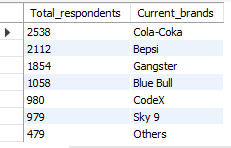 Total_respondents Current_brands
2538 Cola-Coka
2112 Bepsi
1854 Gangster
1058 Blue Bull
980 CodeX
979 Sky 9
479 Others